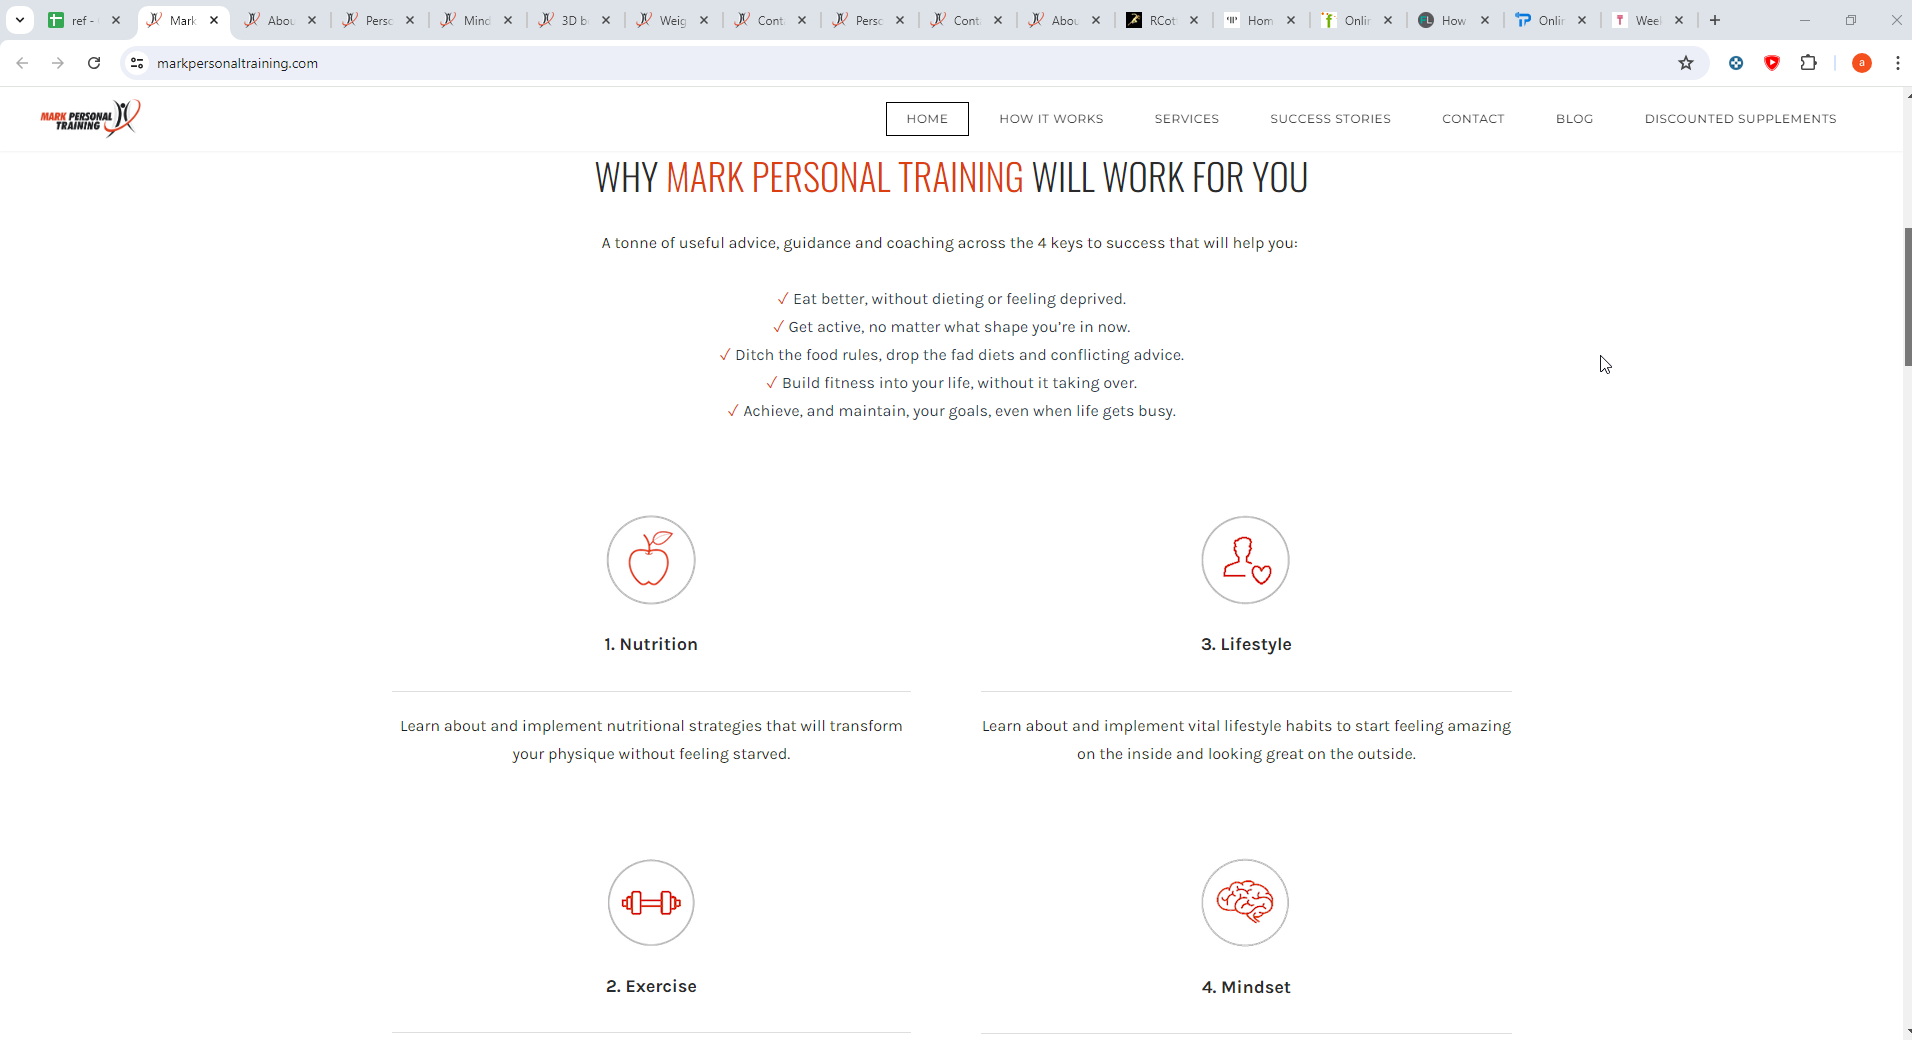 ref - Mark Abou Perso Mind 3D b Weig Cont Perso Cont Abou RCot Hom Onlin How Onlin Wee
markpersonaltraining.com
a
MARK PERSONAL
TRAINING
HOME HOW IT WORKS SERVICES SUCCESS STORIES CONTACT BLOG DISCOUNTED SUPPLEMENTS
WHY MARK PERSONAL TRAINING WILL WORK FOR YOU
A tonne of useful advice, guidance and coaching across the 4 keys to success that will help you:
✓ Eat better, without dieting or feeling deprived.
✓ Get active, no matter what shape you’re in now.
✓ Ditch the food rules, drop the fad diets and conflicting advice.
✓ Build fitness into your life, without it taking over.
✓ Achieve, and maintain, your goals, even when life gets busy.
1. Nutrition
Learn about and implement nutritional strategies that will transform
your physique without feeling starved.
3. Lifestyle
Learn about and implement vital lifestyle habits to start feeling amazing
on the inside and looking great on the outside.
2. Exercise
4. Mindset